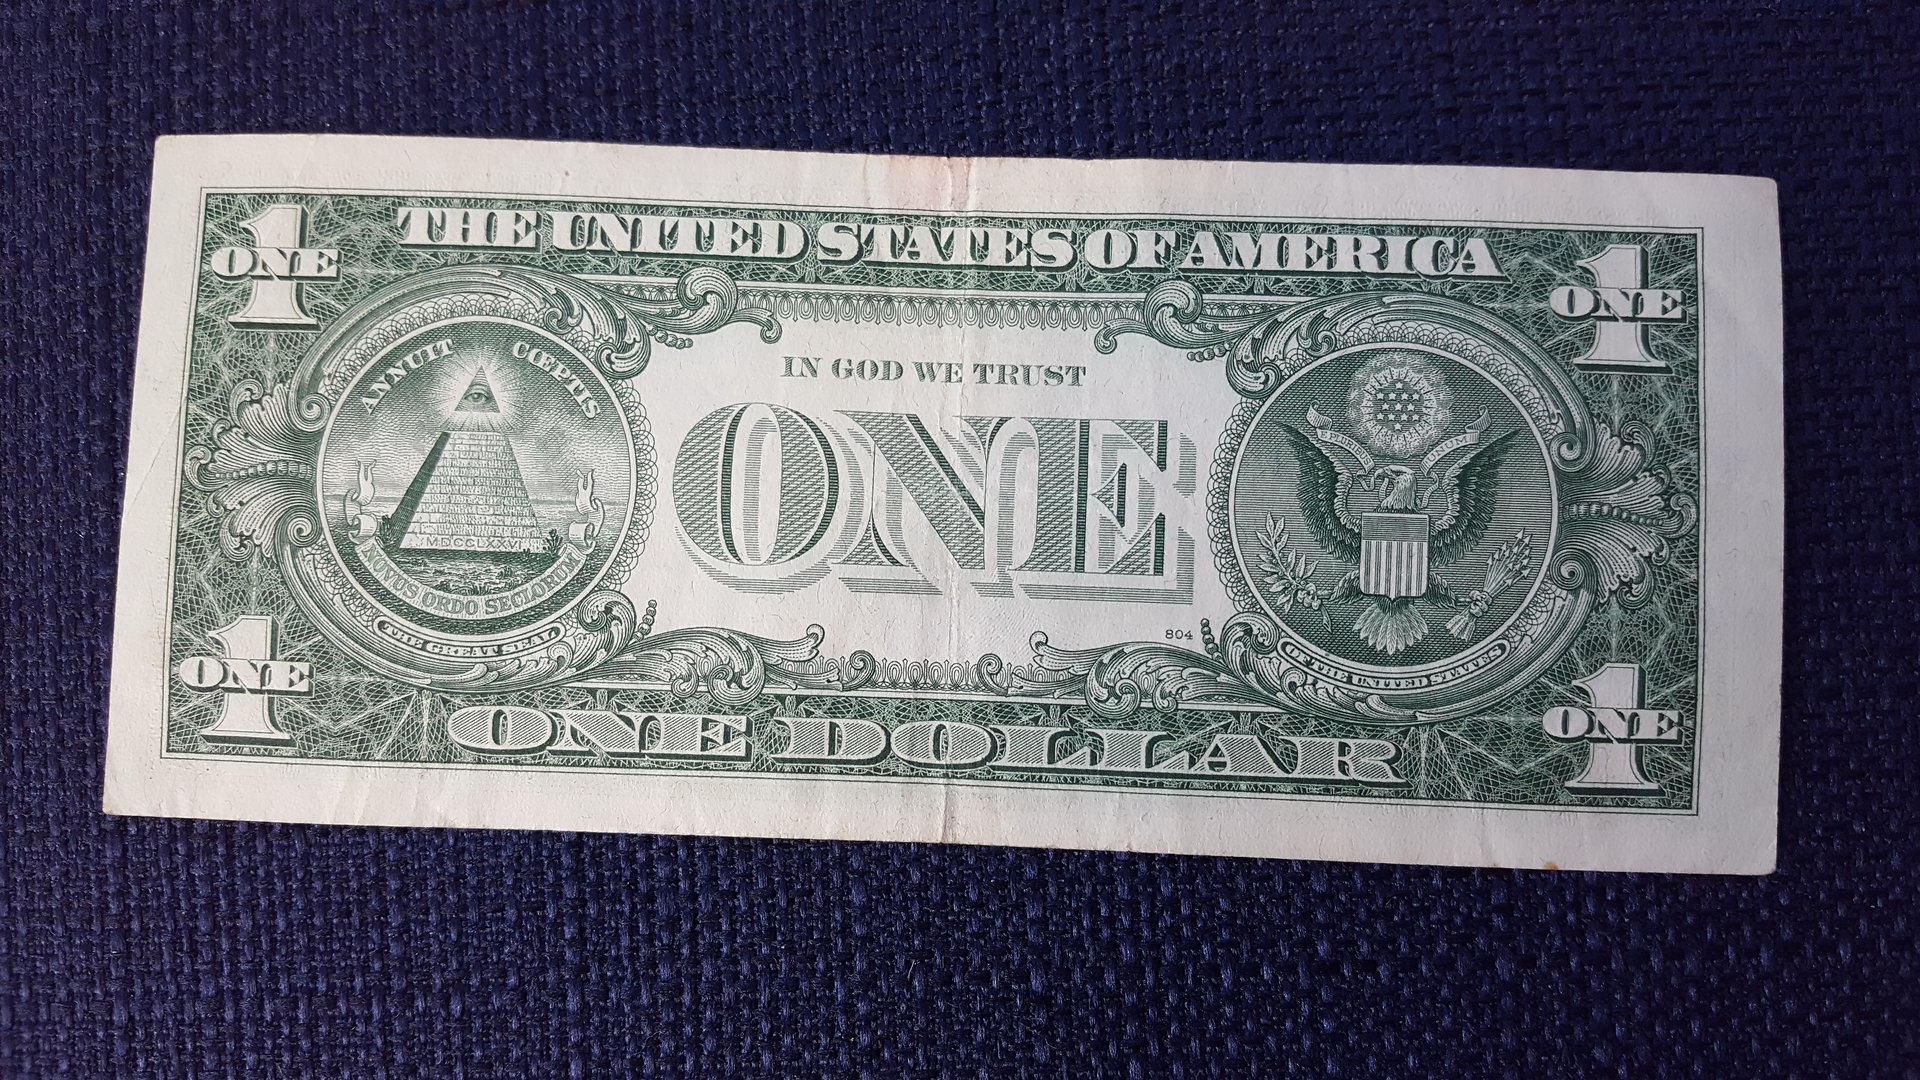 1 ONE
THE UNITED STATES OF AMERICA
1 ONE
ANNUIT CŒPTIS
MDCCLXXVI
NOVUS ORDO SECLORUM
THE GREAT SEAL
IN GOD WE TRUST
ONE
804
E PLURIBUS UNUM
OF THE UNITED STATES
1 ONE
ONE DOLLAR
1 ONE